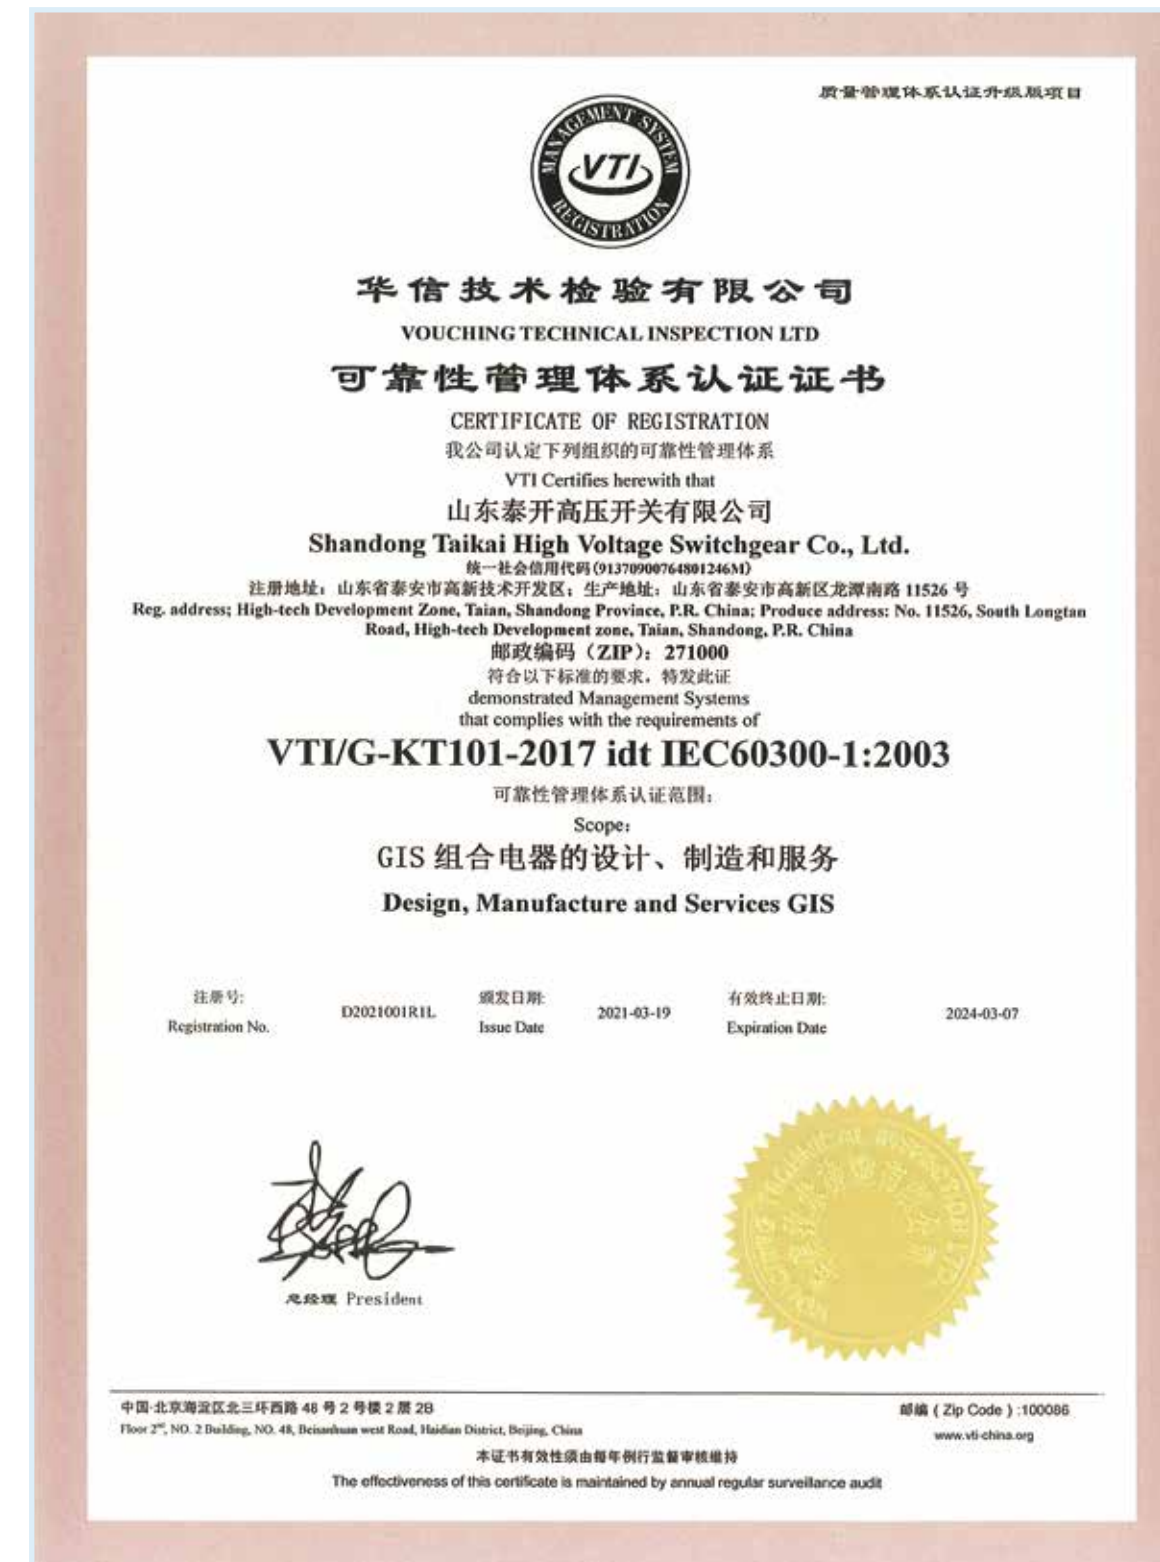 质量管理体系认证升级版项目
MANAGEMENT SYSTEM
VTI
REGISTRATION
华信技术检验有限公司
VOUCHING TECHNICAL INSPECTION LTD
可靠性管理体系认证证书
CERTIFICATE OF REGISTRATION
我公司认定下列组织的可靠性管理体系
VTI Certifies herewith that
山东泰开高压开关有限公司
Shandong Taikai High Voltage Switchgear Co., Ltd.
统一社会信用代码(91370900764801246M)
注册地址：山东省泰安市高新技术开发区；生产地址：山东省泰安市高新区龙潭南路 11526 号
Reg. address; High-tech Development Zone, Taian, Shandong Province, P.R. China; Produce address: No. 11526, South Longtan
Road, High-tech Development zone, Taian, Shandong, P.R. China
邮政编码（ZIP）：271000
符合以下标准的要求，特发此证
demonstrated Management Systems
that complies with the requirements of
VTI/G-KT101-2017 idt IEC60300-1:2003
可靠性管理体系认证范围：
Scope:
GIS 组合电器的设计、制造和服务
Design, Manufacture and Services GIS
注册号: 颁发日期: 有效终止日期:
D2021001R1L 2021-03-19 2024-03-07
Registration No. Issue Date Expiration Date
总经理 President
中国·北京海淀区北三环西路 48 号 2 号楼 2 层 2B
邮编 ( Zip Code ) :100086
Floor 2nd, NO. 2 Building, NO. 48, Beisanhuan west Road, Haidian District, Beijing, China
www.vti-china.org
本证书有效性须由每年例行监督审核维持
The effectiveness of this certificate is maintained by annual regular surveillance audit